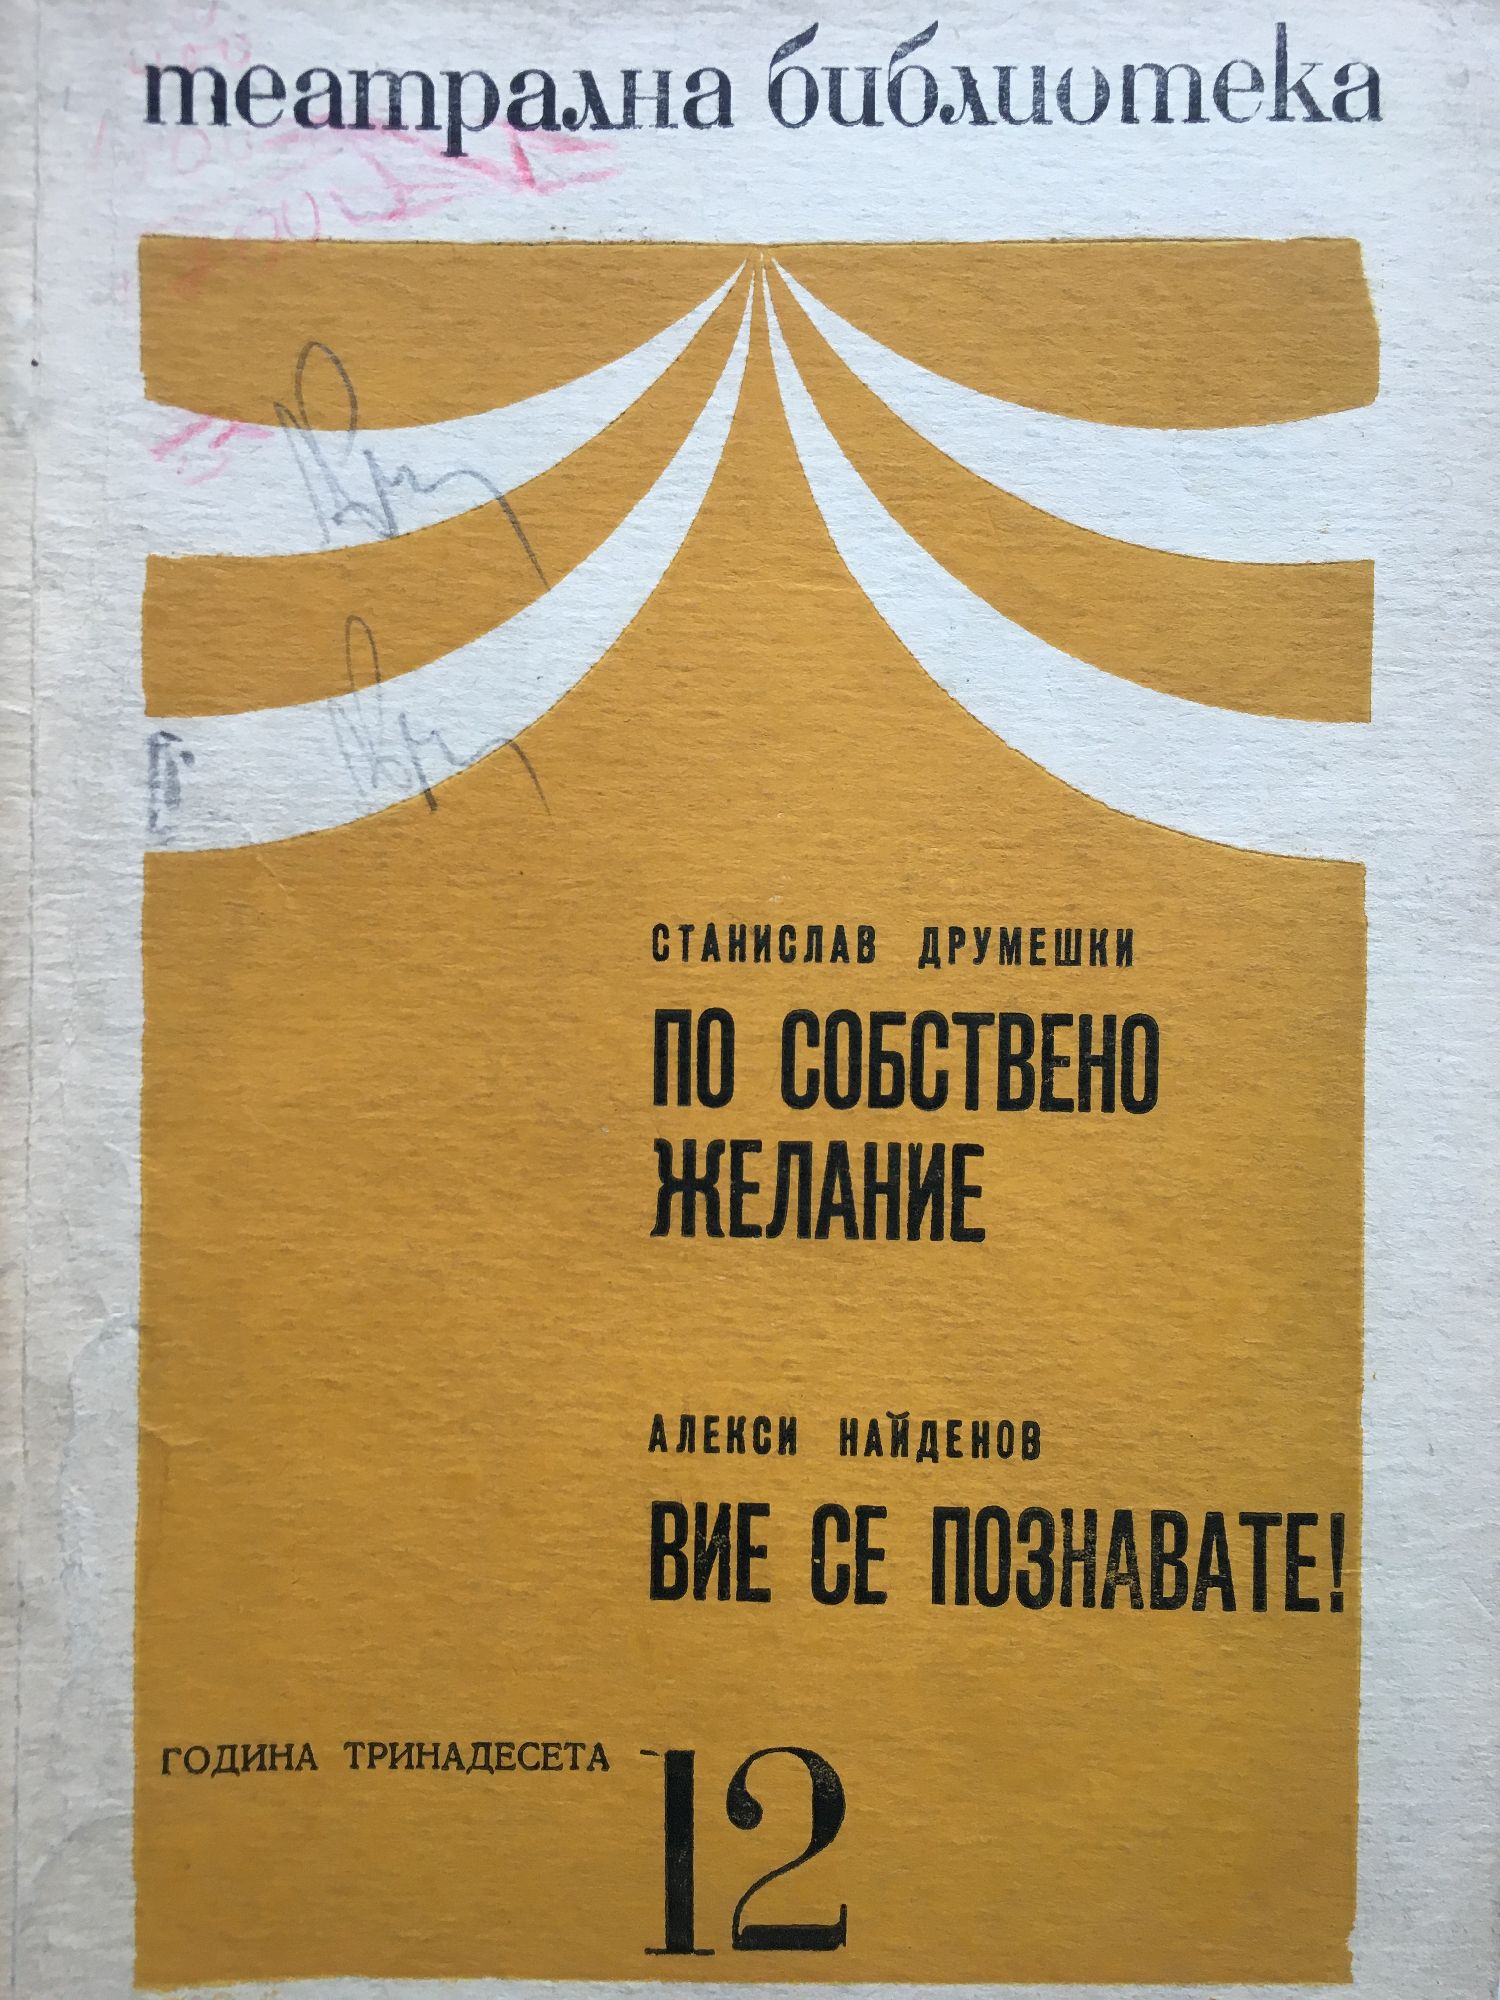 театрална библиотека
СТАНИСЛАВ ДРУМЕШКИ
ПО СОБСТВЕНО
ЖЕЛАНИЕ
АЛЕКСИ НАЙДЕНОВ
ВИЕ СЕ ПОЗНАВАТЕ!
ГОДИНА ТРИНАДЕСЕТА
12